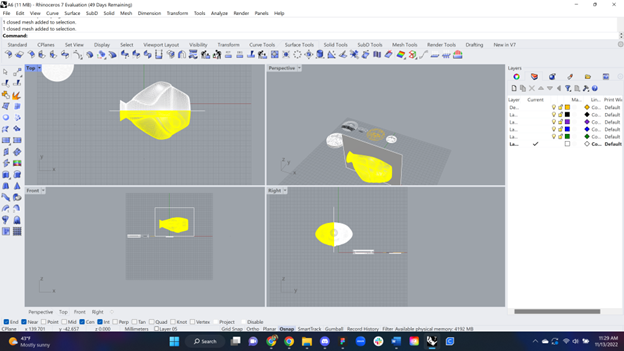 A6 (11 MB) - Rhinoceros 7 Evaluation (49 Days Remaining)
File Edit View Curve Surface SubD Solid Mesh Dimension Transform Tools Analyze Render Panels Help
1 closed mesh added to selection.
1 closed mesh added to selection.
Command:
Standard CPlanes Set View Display Select Viewport Layout Visibility Transform Curve Tools Surface Tools Solid Tools SubD Tools Mesh Tools Render Tools Drafting New in V7
Top
Perspective
Layers
Layer Current Ma... Lin... Print Wi
De... Co... Default
La... Co... Default
La... Co... Default
La... Co... Default
La... Co... Default
La... Co... Default
Front
Right
Perspective Top Front Right
End Near Point Mid Cen Int Perp Tan Quad Knot Vertex Project Disable
CPlane x 139.701 y -42.857 z 0.000 Millimeters Layer 05 Grid Snap Ortho Planar Osnap SmartTrack Gumball Record History Filter Available physical memory: 4192 MB
43°F
Mostly sunny
Search
11:29 AM
11/13/2022